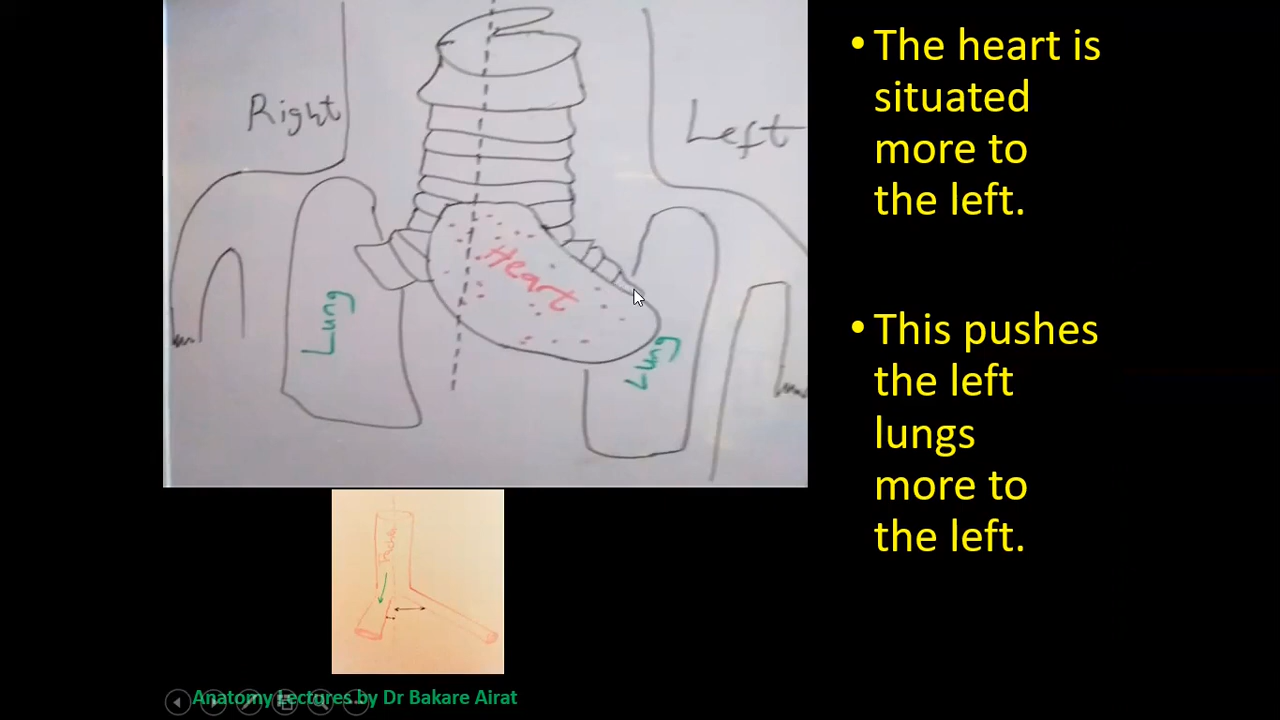 Right
Left
Heart
Lung
Lung
• The heart is
situated
more to
the left.
• This pushes
the left
lungs
more to
the left.
Anatomy Lectures by Dr Bakare Airat